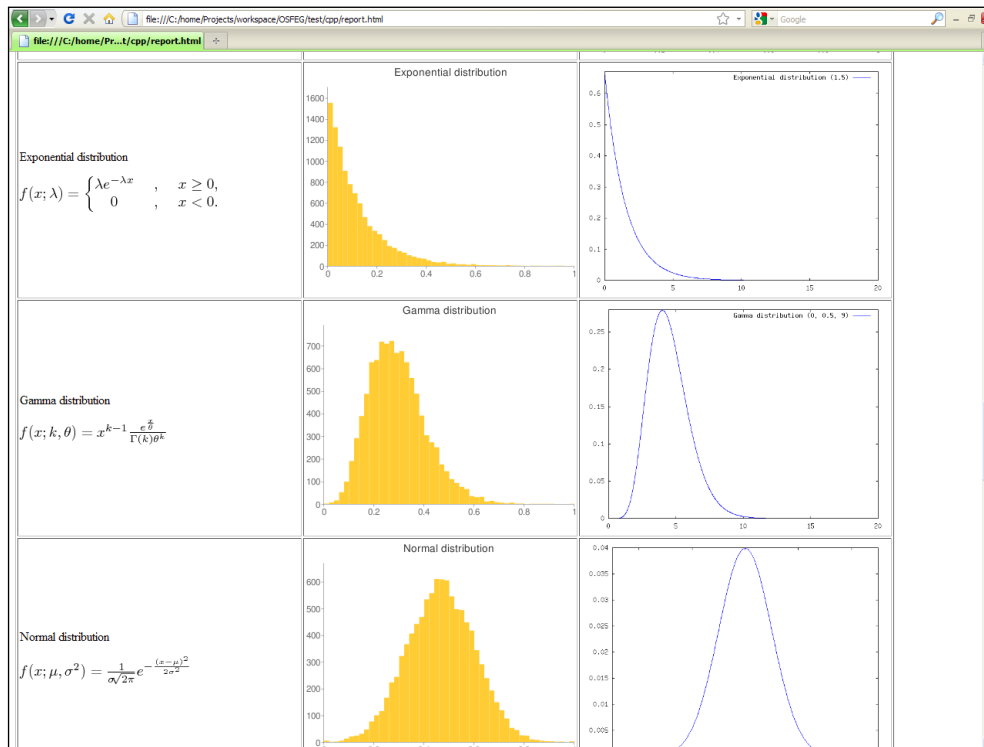 file:///C:/home/Projects/workspace/OSFEG/test/cpp/report.html
Google
file:///C:/home/Pr...t/cpp/report.html
Exponential distribution
f(x; λ) = { λe^{-λx} , x ≥ 0,
0 , x < 0.
Exponential distribution
1600
1400
1200
1000
800
600
400
200
0
0 0.2 0.4 0.6 0.8 1
Exponential distribution (1.5)
0.6
0.5
0.4
0.3
0.2
0.1
0
0 5 10 15 20
Gamma distribution
f(x; k, θ) = x^{k-1} \frac{e^{\frac{x}{θ}}}{Γ(k)θ^k}
Gamma distribution
700
600
500
400
300
200
100
0
0 0.2 0.4 0.6 0.8 1
Gamma distribution (0, 0.5, 9)
0.25
0.2
0.15
0.1
0.05
0
0 5 10 15 20
Normal distribution
f(x; μ, σ²) = \frac{1}{σ\sqrt{2π}} e^{-\frac{(x-μ)^2}{2σ^2}}
Normal distribution
600
500
400
300
200
100
0
0.04
0.035
0.03
0.025
0.02
0.015
0.01
0.005